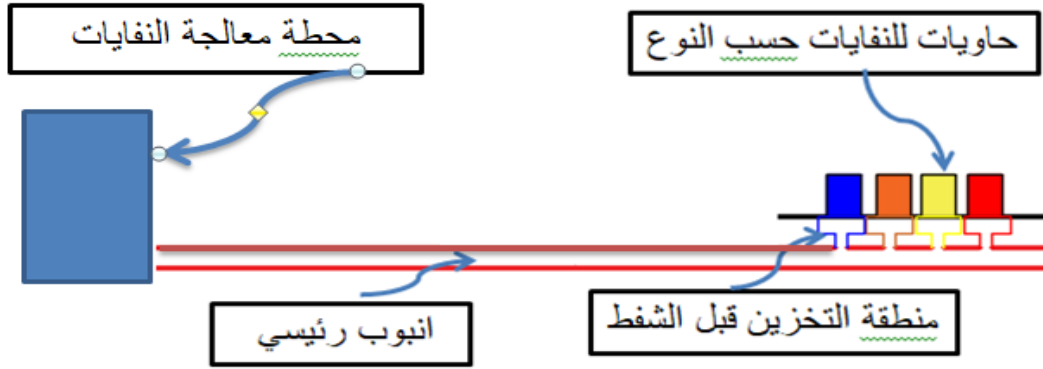 حاويات للنفايات حسب النوع
محطة معالجة النفايات
منطقة التخزين قبل الشفط
انبوب رئيسي